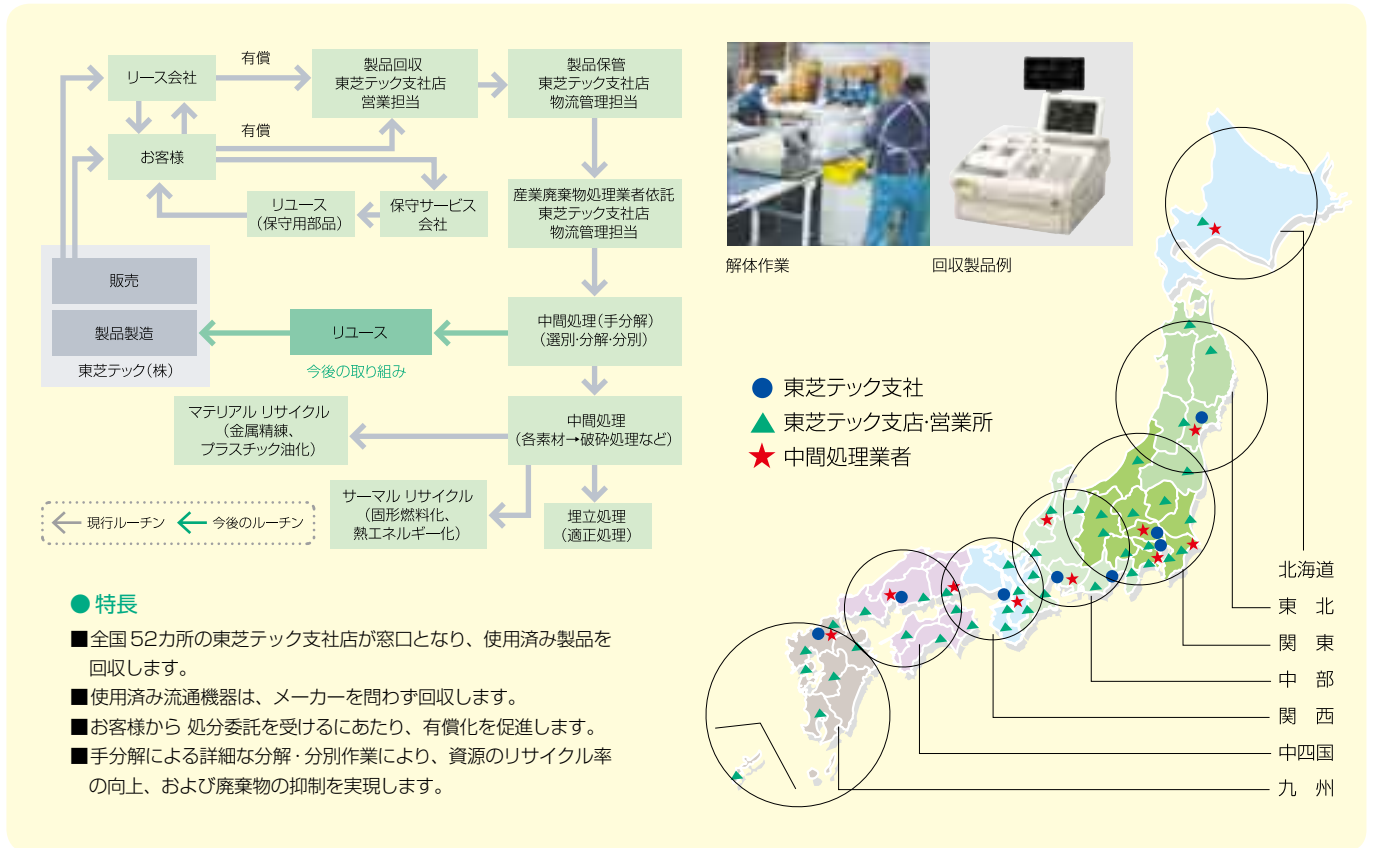 リース会社
有償
製品回収
東芝テック支社店
営業担当
製品保管
東芝テック支社店
物流管理担当
お客様
有償
リユース
（保守用部品）
保守サービス
会社
産業廃棄物処理業者依託
東芝テック支社店
物流管理担当
販売
製品製造
東芝テック（株）
リユース
今後の取り組み
中間処理（手分解）
（選別・分解・分別）
マテリアル リサイクル
（金属精練、
プラスチック油化）
中間処理
（各素材→破砕処理など）
サーマル リサイクル
（固形燃料化、
熱エネルギー化）
埋立処理
（適正処理）
現行ルーチン
今後のルーチン
●特長
■全国52カ所の東芝テック支社店が窓口となり、使用済み製品を
回収します。
■使用済み流通機器は、メーカーを問わず回収します。
■お客様から 処分委託を受けるにあたり、有償化を促進します。
■手分解による詳細な分解・分別作業により、資源のリサイクル率
の向上、および廃棄物の抑制を実現します。
解体作業
回収製品例
東芝テック支社
東芝テック支店・営業所
中間処理業者
北海道
東 北
関 東
中 部
関 西
中四国
九 州